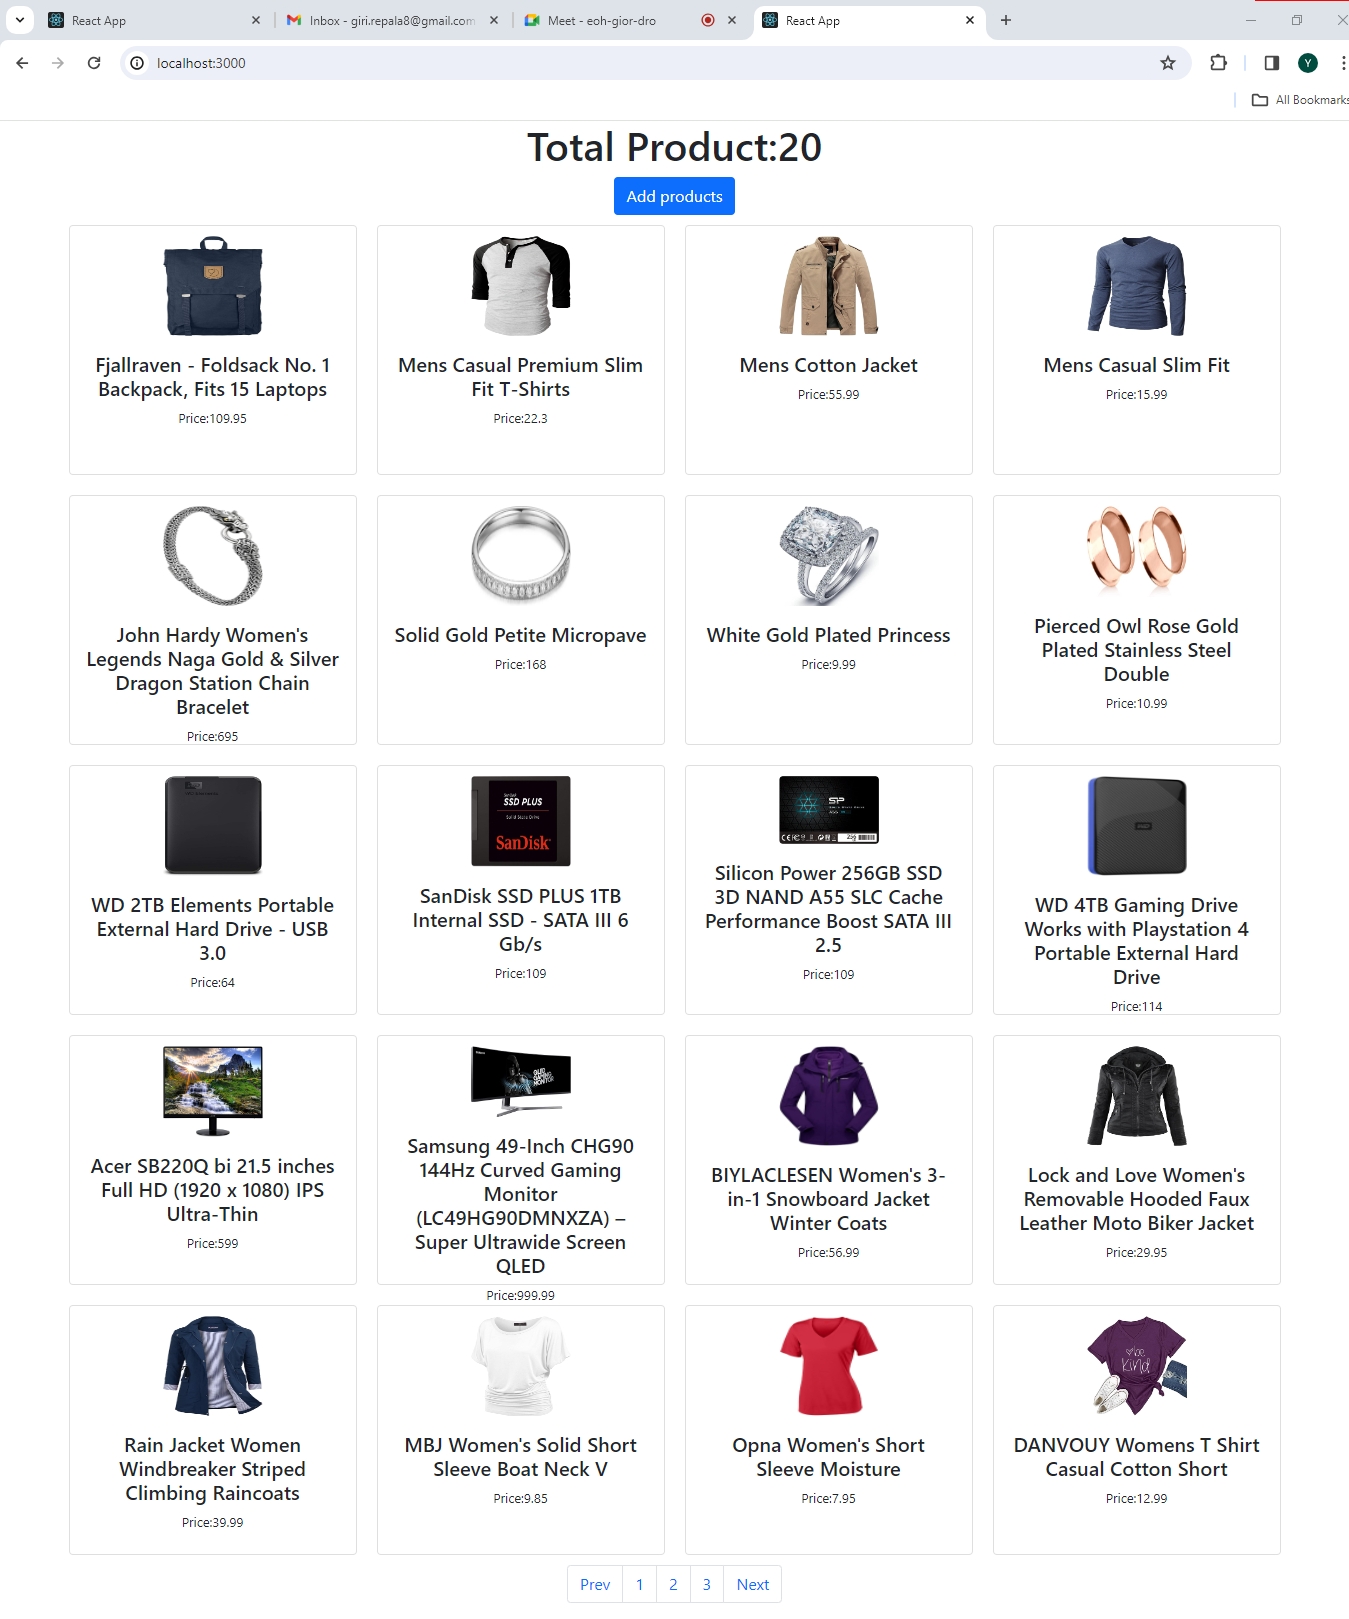 React App
Inbox - giri.repala8@gmail.com
Meet - eoh-gior-dro
React App
localhost:3000
Y
All Bookmarks
Total Product:20
Add products
Fjallraven - Foldsack No. 1
Backpack, Fits 15 Laptops
Price:109.95
Mens Casual Premium Slim
Fit T-Shirts
Price:22.3
Mens Cotton Jacket
Price:55.99
Mens Casual Slim Fit
Price:15.99
John Hardy Women's
Legends Naga Gold & Silver
Dragon Station Chain
Bracelet
Price:695
Solid Gold Petite Micropave
Price:168
White Gold Plated Princess
Price:9.99
Pierced Owl Rose Gold
Plated Stainless Steel
Double
Price:10.99
WD 2TB Elements Portable
External Hard Drive - USB
3.0
Price:64
SSD PLUS
Solid State Drive
SanDisk
SanDisk SSD PLUS 1TB
Internal SSD - SATA III 6
Gb/s
Price:109
SP
Silicon Power 256GB SSD
3D NAND A55 SLC Cache
Performance Boost SATA III
2.5
Price:109
WD 4TB Gaming Drive
Works with Playstation 4
Portable External Hard
Drive
Price:114
Acer SB220Q bi 21.5 inches
Full HD (1920 x 1080) IPS
Ultra-Thin
Price:599
QLED
GAMING
MONITOR
Samsung 49-Inch CHG90
144Hz Curved Gaming
Monitor
(LC49HG90DMNXZA) –
Super Ultrawide Screen
QLED
Price:999.99
BIYLACLESEN Women's 3-
in-1 Snowboard Jacket
Winter Coats
Price:56.99
Lock and Love Women's
Removable Hooded Faux
Leather Moto Biker Jacket
Price:29.95
Rain Jacket Women
Windbreaker Striped
Climbing Raincoats
Price:39.99
MBJ Women's Solid Short
Sleeve Boat Neck V
Price:9.85
Opna Women's Short
Sleeve Moisture
Price:7.95
be
kind
DANVOUY Womens T Shirt
Casual Cotton Short
Price:12.99
Prev 1 2 3 Next